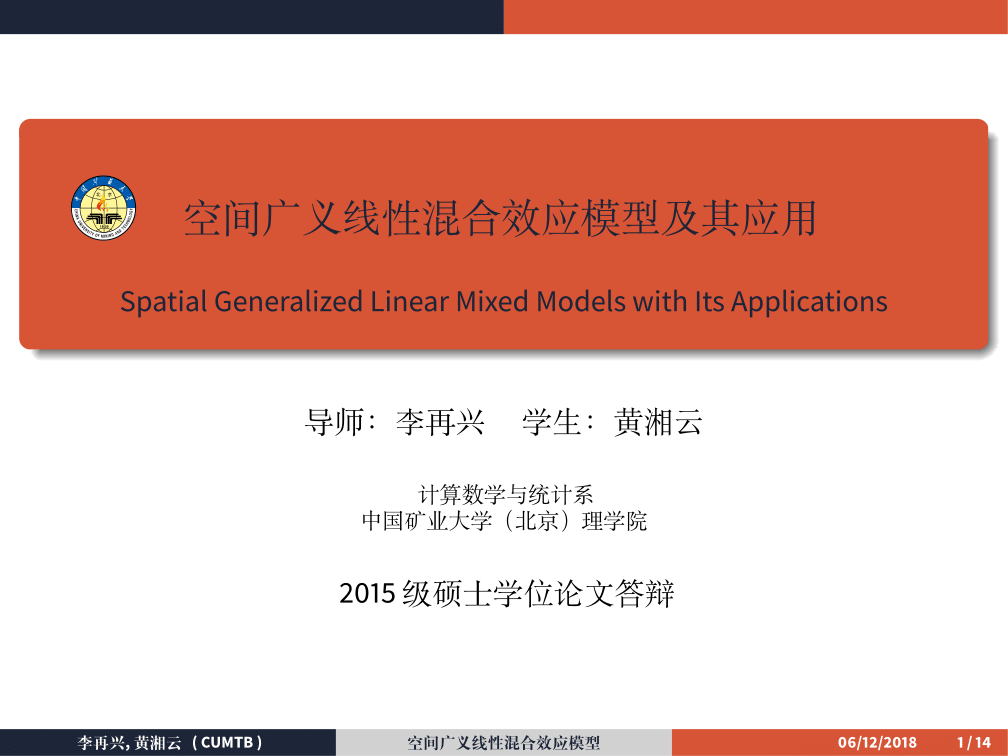 空间广义线性混合效应模型及其应用
Spatial Generalized Linear Mixed Models with Its Applications
导师：李再兴 学生：黄湘云
计算数学与统计系
中国矿业大学（北京）理学院
2015 级硕士学位论文答辩
李再兴, 黄湘云 ( CUMTB )
空间广义线性混合效应模型
06/12/2018
1 / 14